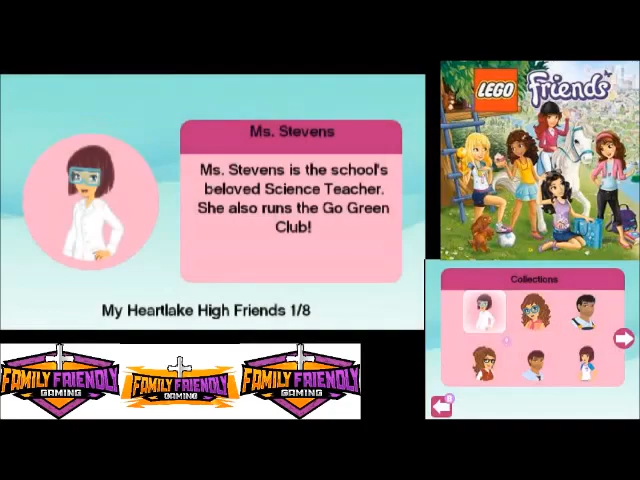 Ms. Stevens
Ms. Stevens is the school's
beloved Science Teacher.
She also runs the Go Green
Club!
My Heartlake High Friends 1/8
LEGO Friends
Collections
FAMILY FRIENDLY
GAMING
FAMILY FRIENDLY
GAMING
FAMILY FRIENDLY
GAMING